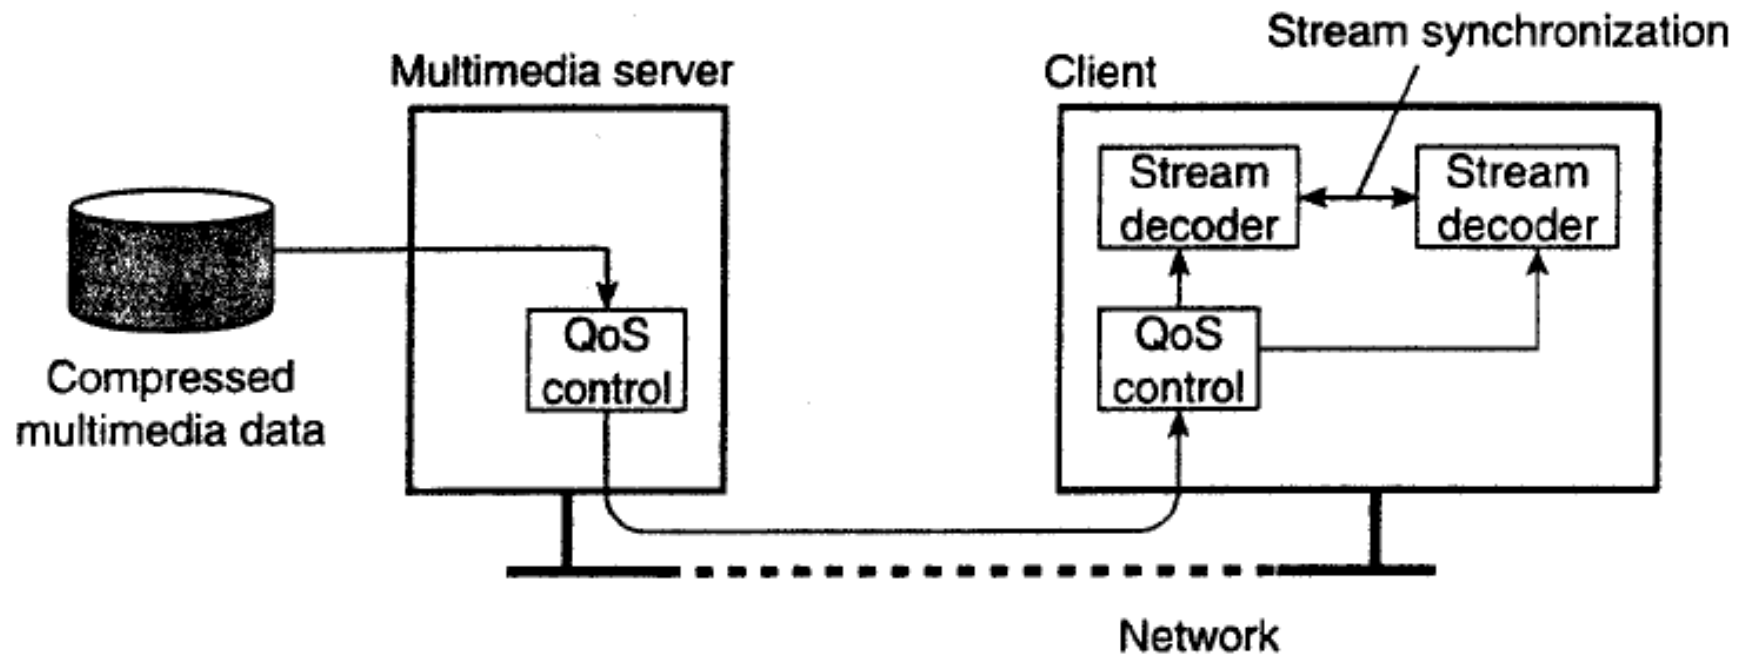 Stream synchronization
Multimedia server
Client
Stream
decoder
Stream
decoder
QoS
control
QoS
control
Compressed
multimedia data
Network